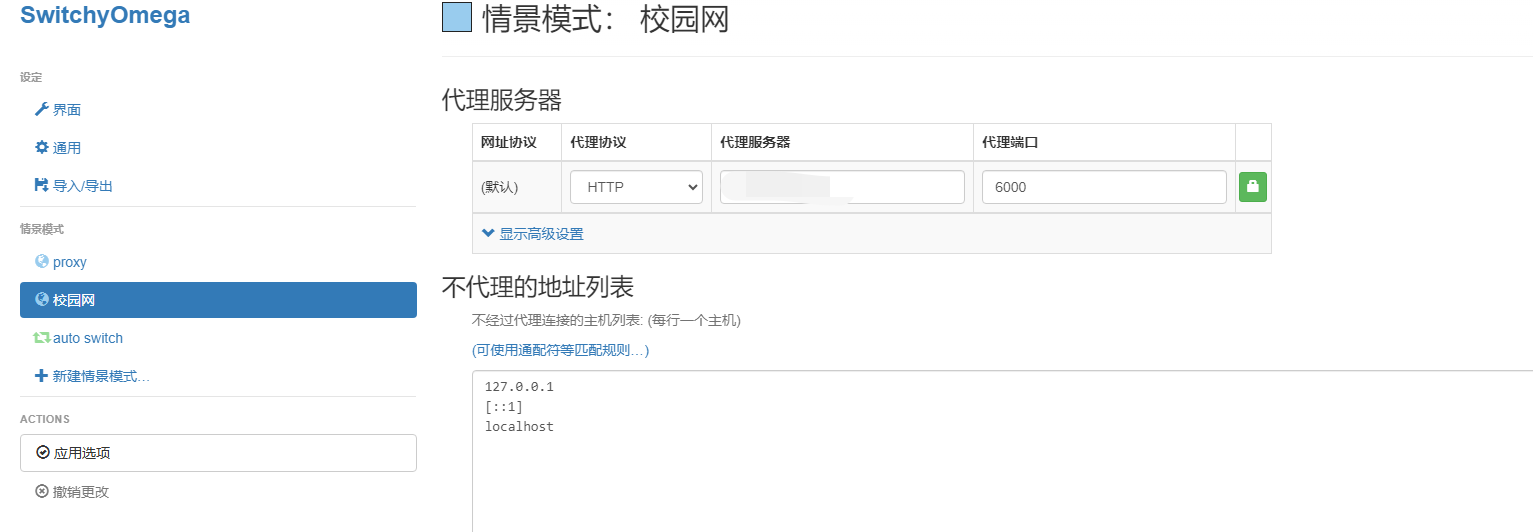 SwitchyOmega
设定
界面
通用
导入/导出
情景模式
proxy
校园网
auto switch
新建情景模式…
ACTIONS
应用选项
撤销更改
情景模式： 校园网
代理服务器
网址协议 代理协议 代理服务器 代理端口
(默认) HTTP 6000
显示高级设置
不代理的地址列表
不经过代理连接的主机列表: (每行一个主机)
(可使用通配符等匹配规则…)
127.0.0.1
[::1]
localhost